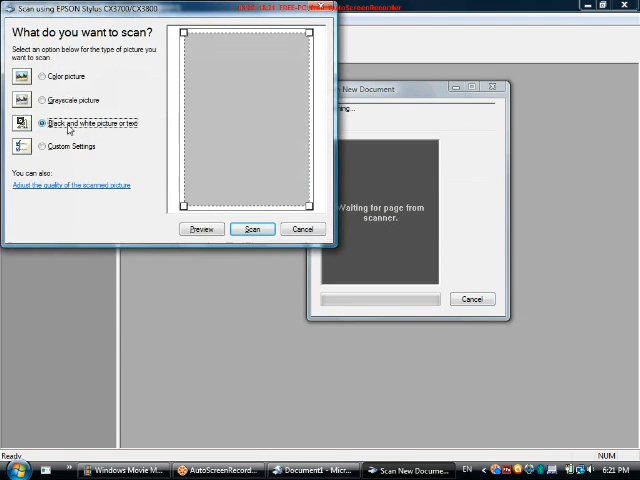 Scan using EPSON Stylus CX3700/CX3800
What do you want to scan?
Select an option below for the type of picture you
want to scan.
Color picture
Grayscale picture
Black and white picture or text
Custom Settings
You can also:
Adjust the quality of the scanned picture
Preview
Scan
Cancel
n New Document
ning...
Waiting for page from
scanner.
Cancel
Ready
NUM
Windows Movie M...
AutoScreenRecord...
Document1 - Micr...
Scan New Docume...
EN
6:21 PM